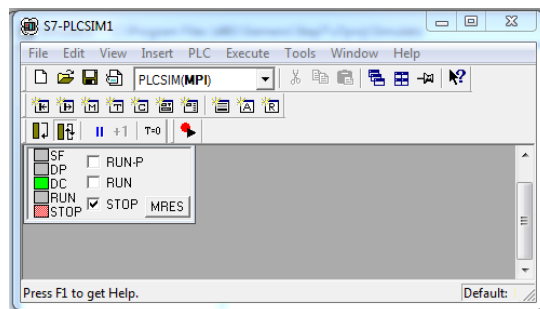 S7-PLCSIM1
File Edit View Insert PLC Execute Tools Window Help
PLCSIM(MPI)
+1 T=0
SF
DP
DC
RUN
STOP
RUN-P
RUN
STOP MRES
Press F1 to get Help. Default: